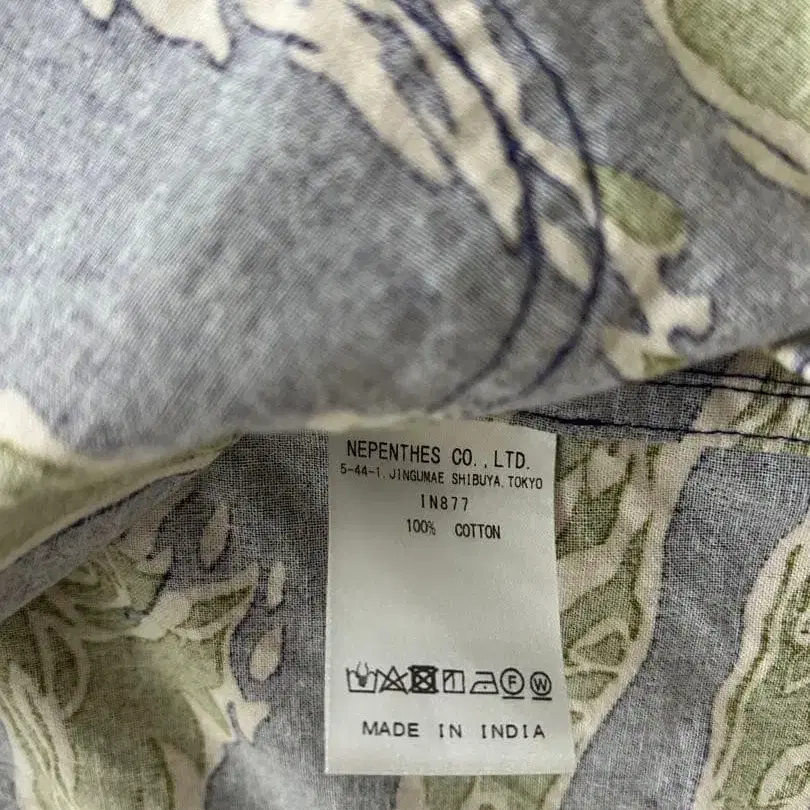 NEPENTHES CO.,LTD.
5-44-1, JINGUMAE SHIBUYA, TOKYO
IN877
100% COTTON
F W
MADE IN INDIA